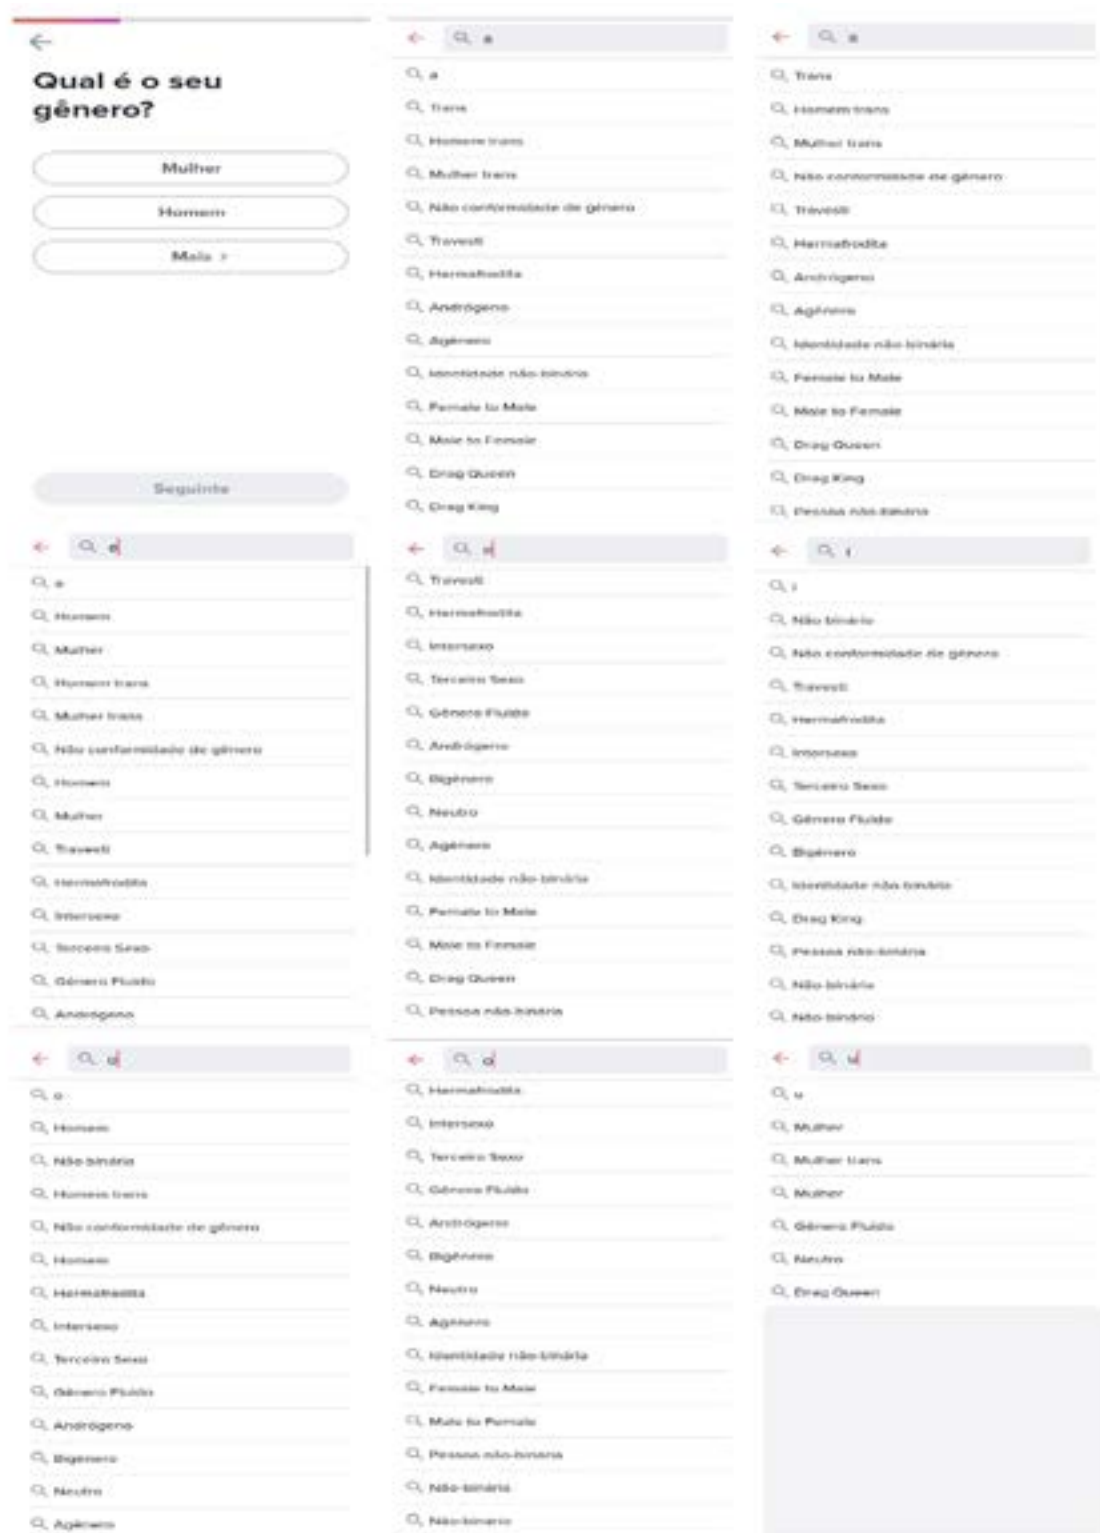 Qual é o seu
gênero?
Mulher
Homem
Mais >
Seguinte
a
a
Trans
Homem trans
Mulher trans
Não conformidade de gênero
Travesti
Hermafrodita
Andrógeno
Agênero
Identidade não-binária
Female to Male
Male to Female
Drag Queen
Drag King
a
Trans
Homem trans
Mulher trans
Não conformidade de gênero
Travesti
Hermafrodita
Andrógeno
Agênero
Identidade não-binária
Female to Male
Male to Female
Drag Queen
Drag King
Pessoa não-binária
e
e
Homem
Mulher
Homem trans
Mulher trans
Não conformidade de gênero
Homem
Mulher
Travesti
Hermafrodita
Intersexo
Terceiro Sexo
Gênero Fluido
Andrógeno
e
Travesti
Hermafrodita
Intersexo
Terceiro Sexo
Gênero Fluido
Andrógeno
Bigênero
Neutro
Agênero
Identidade não-binária
Female to Male
Male to Female
Drag Queen
Pessoa não-binária
i
i
Não binário
Não conformidade de gênero
Travesti
Hermafrodita
Intersexo
Terceiro Sexo
Gênero Fluido
Bigênero
Identidade não-binária
Drag King
Pessoa não-binária
Não-binária
Não-binário
o
o
Homem
Não-binário
Homem trans
Não conformidade de gênero
Homem
Hermafrodita
Intersexo
Terceiro Sexo
Gênero Fluido
Andrógeno
Bigênero
Neutro
Agênero
o
Hermafrodita
Intersexo
Terceiro Sexo
Gênero Fluido
Andrógeno
Bigênero
Neutro
Agênero
Identidade não-binária
Female to Male
Male to Female
Pessoa não-binária
Não-binária
Não-binário
u
u
Mulher
Mulher trans
Mulher
Gênero Fluido
Neutro
Drag Queen